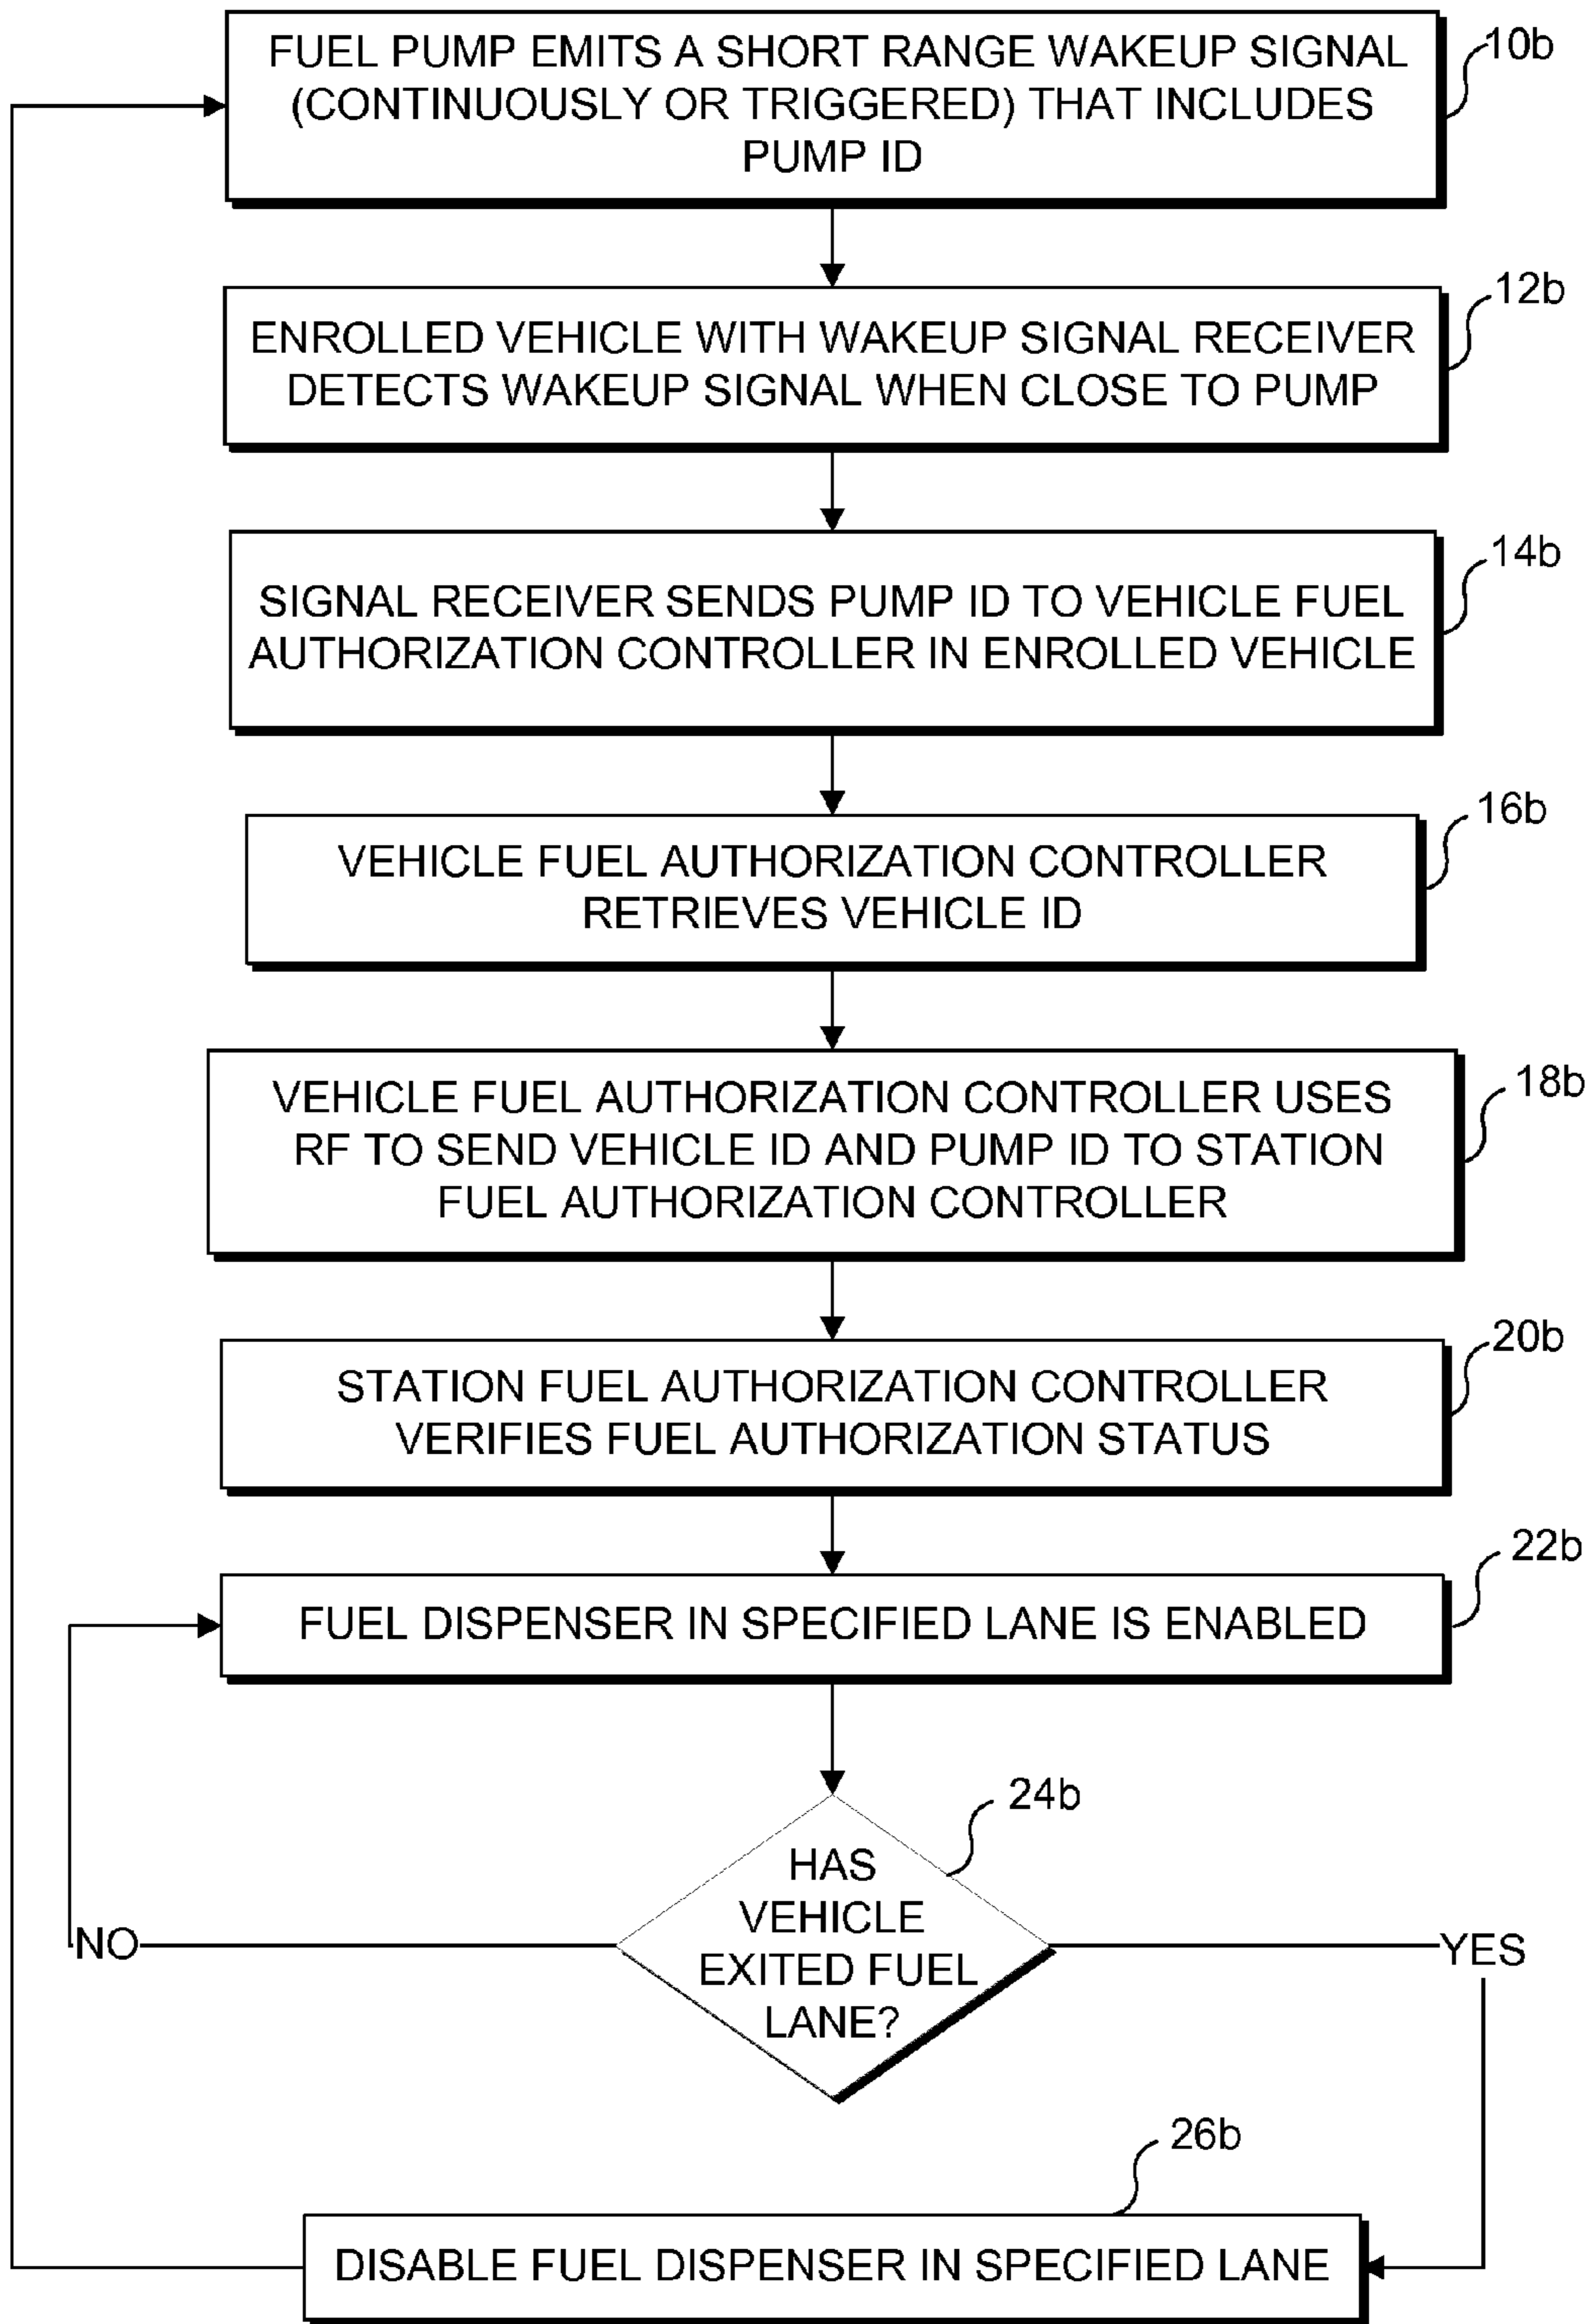 FUEL PUMP EMITS A SHORT RANGE WAKEUP SIGNAL
(CONTINUOUSLY OR TRIGGERED) THAT INCLUDES
PUMP ID
10b
ENROLLED VEHICLE WITH WAKEUP SIGNAL RECEIVER
DETECTS WAKEUP SIGNAL WHEN CLOSE TO PUMP
12b
SIGNAL RECEIVER SENDS PUMP ID TO VEHICLE FUEL
AUTHORIZATION CONTROLLER IN ENROLLED VEHICLE
14b
VEHICLE FUEL AUTHORIZATION CONTROLLER
RETRIEVES VEHICLE ID
16b
VEHICLE FUEL AUTHORIZATION CONTROLLER USES
RF TO SEND VEHICLE ID AND PUMP ID TO STATION
FUEL AUTHORIZATION CONTROLLER
18b
STATION FUEL AUTHORIZATION CONTROLLER
VERIFIES FUEL AUTHORIZATION STATUS
20b
FUEL DISPENSER IN SPECIFIED LANE IS ENABLED
22b
HAS
VEHICLE
EXITED FUEL
LANE?
24b
NO
YES
DISABLE FUEL DISPENSER IN SPECIFIED LANE
26b